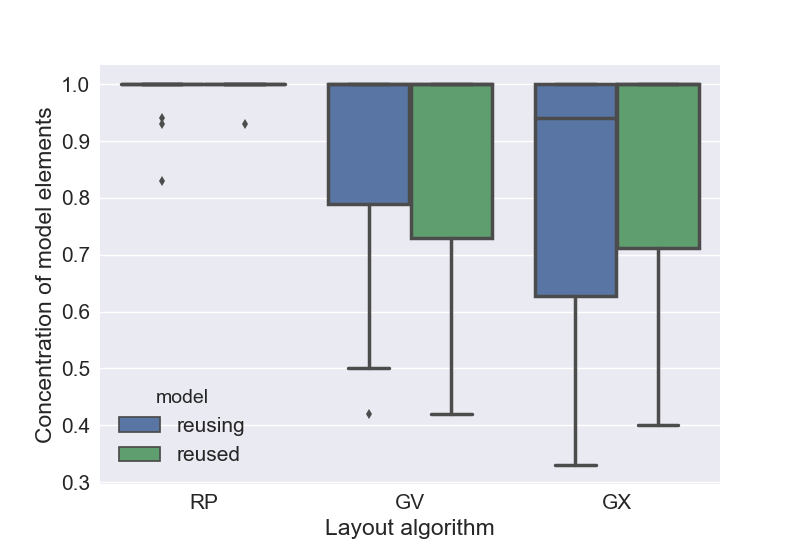 1.0
0.9
0.8
0.7
0.6
0.5
0.4
0.3
Concentration of model elements
model
reusing
reused
RP
GV
GX
Layout algorithm